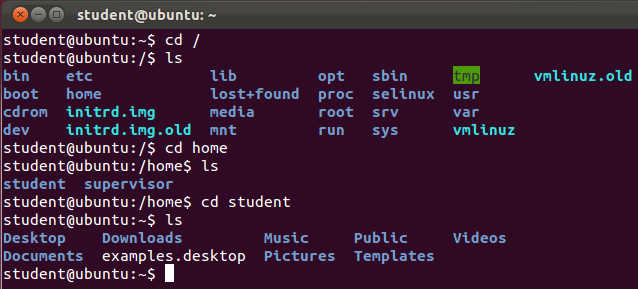 student@ubuntu: ~
student@ubuntu:~$ cd /
student@ubuntu:/$ ls
bin etc lib opt sbin tmp vmlinuz.old
boot home lost+found proc selinux usr
cdrom initrd.img media root srv var
dev initrd.img.old mnt run sys vmlinuz
student@ubuntu:/$ cd home
student@ubuntu:/home$ ls
student supervisor
student@ubuntu:/home$ cd student
student@ubuntu:~$ ls
Desktop Downloads Music Public Videos
Documents examples.desktop Pictures Templates
student@ubuntu:~$